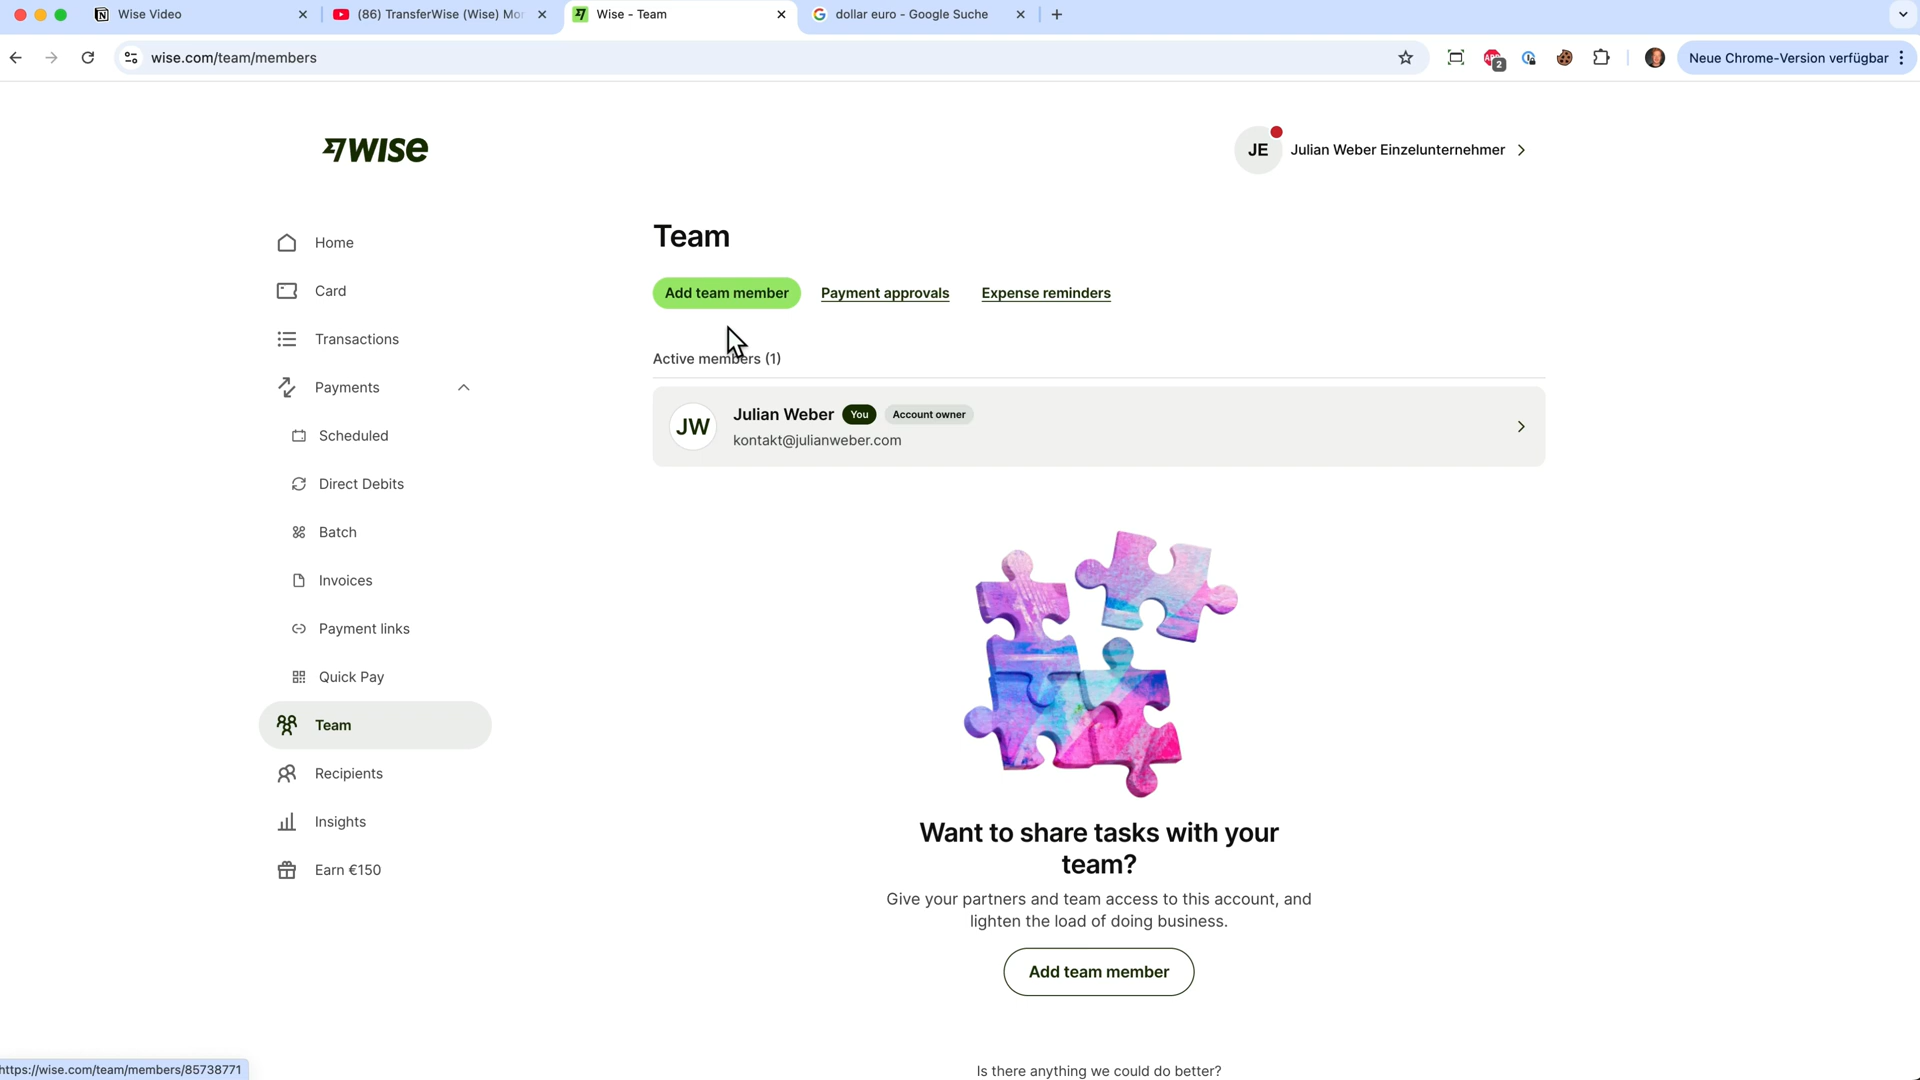 Wise Video
(86) TransferWise (Wise) Mor
Wise - Team
dollar euro - Google Suche
wise.com/team/members
2
Neue Chrome-Version verfügbar
WISE
JE
Julian Weber Einzelunternehmer
Home
Card
Transactions
Payments
Scheduled
Direct Debits
Batch
Invoices
Payment links
Quick Pay
Team
Recipients
Insights
Earn €150
Team
Add team member
Payment approvals
Expense reminders
Active members (1)
JW
Julian Weber You Account owner
kontakt@julianweber.com
Want to share tasks with your
team?
Give your partners and team access to this account, and
lighten the load of doing business.
Add team member
Is there anything we could do better?
https://wise.com/team/members/85738771